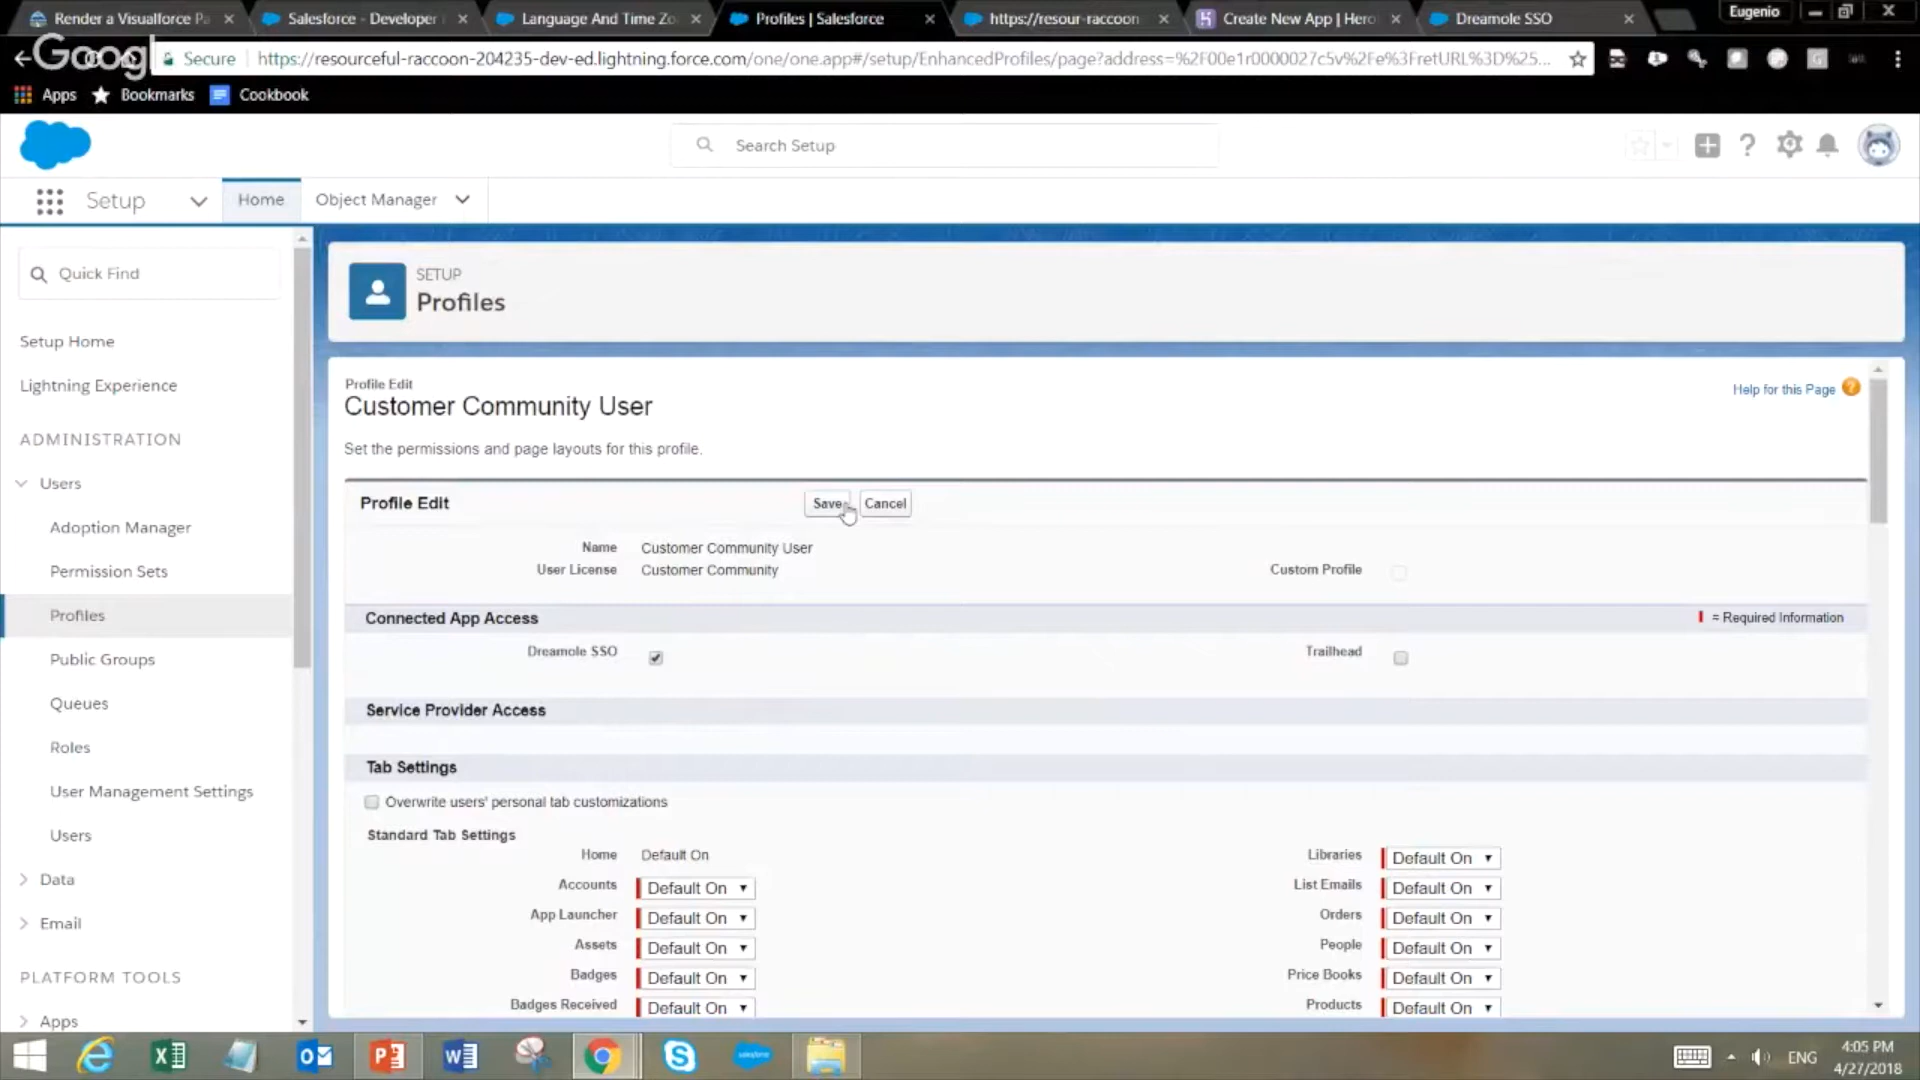 Render a Visualforce Pa
Salesforce - Developer
Language And Time Zo
Profiles | Salesforce
https://resour-raccoon
Create New App | Hero
Dreamole SSO
Eugenio
Googl
Secure
https://resourceful-raccoon-204235-dev-ed.lightning.force.com/one/one.app#/setup/EnhancedProfiles/page?address=%2F00e1r0000027c5v%2Fe%3FretURL%3D%25...
Apps
Bookmarks
Cookbook
Search Setup
Setup
Home
Object Manager
Quick Find
Setup Home
Lightning Experience
ADMINISTRATION
Users
Adoption Manager
Permission Sets
Profiles
Public Groups
Queues
Roles
User Management Settings
Users
Data
Email
PLATFORM TOOLS
Apps
SETUP
Profiles
Profile Edit
Customer Community User
Help for this Page
Set the permissions and page layouts for this profile.
Profile Edit
Save
Cancel
Name Customer Community User
User License Customer Community
Custom Profile
Connected App Access
= Required Information
Dreamole SSO
Trailhead
Service Provider Access
Tab Settings
Overwrite users' personal tab customizations
Standard Tab Settings
Home Default On
Libraries Default On
Accounts Default On
List Emails Default On
App Launcher Default On
Orders Default On
Assets Default On
People Default On
Badges Default On
Price Books Default On
Badges Received Default On
Products Default On
ENG
4:05 PM
4/27/2018